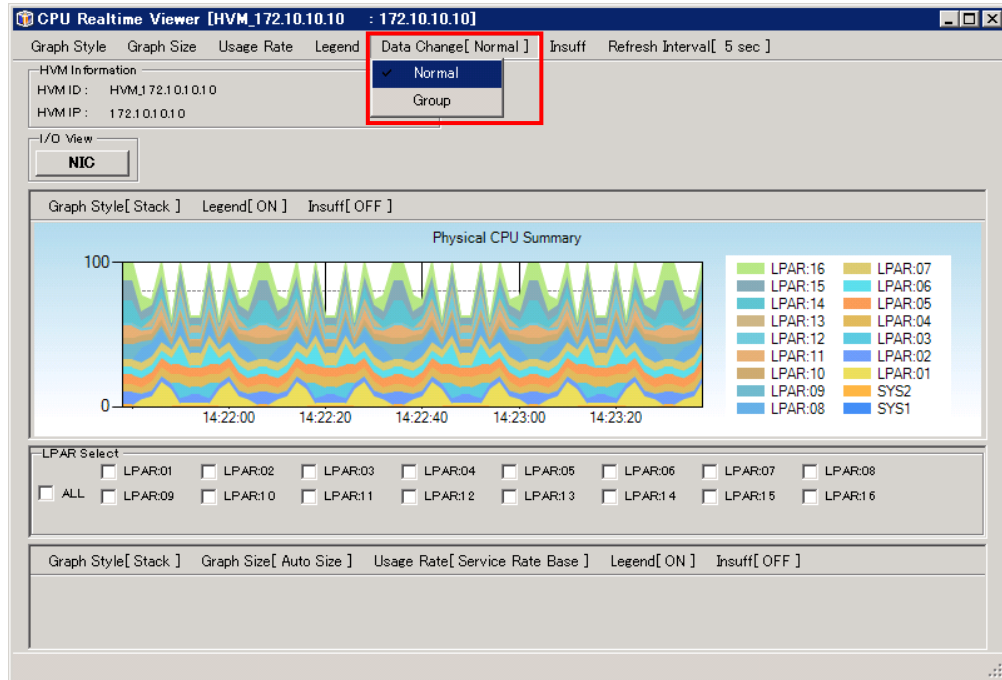 CPU Realtime Viewer [HVM_172.10.10.10 : 172.10.10.10]
Graph Style Graph Size Usage Rate Legend Data Change[ Normal ] Insuff Refresh Interval[ 5 sec ]
Normal
Group
HVM Information
HVM ID : HVM_172.10.10.10
HVM IP : 172.10.10.10
I/O View
NIC
Graph Style[ Stack ] Legend[ ON ] Insuff[ OFF ]
Physical CPU Summary
100
0
14:22:00 14:22:20 14:22:40 14:23:00 14:23:20
LPAR:16 LPAR:07
LPAR:15 LPAR:06
LPAR:14 LPAR:05
LPAR:13 LPAR:04
LPAR:12 LPAR:03
LPAR:11 LPAR:02
LPAR:10 LPAR:01
LPAR:09 SYS2
LPAR:08 SYS1
LPAR Select
LPAR:01 LPAR:02 LPAR:03 LPAR:04 LPAR:05 LPAR:06 LPAR:07 LPAR:08
ALL LPAR:09 LPAR:10 LPAR:11 LPAR:12 LPAR:13 LPAR:14 LPAR:15 LPAR:16
Graph Style[ Stack ] Graph Size[ Auto Size ] Usage Rate[ Service Rate Base ] Legend[ ON ] Insuff[ OFF ]